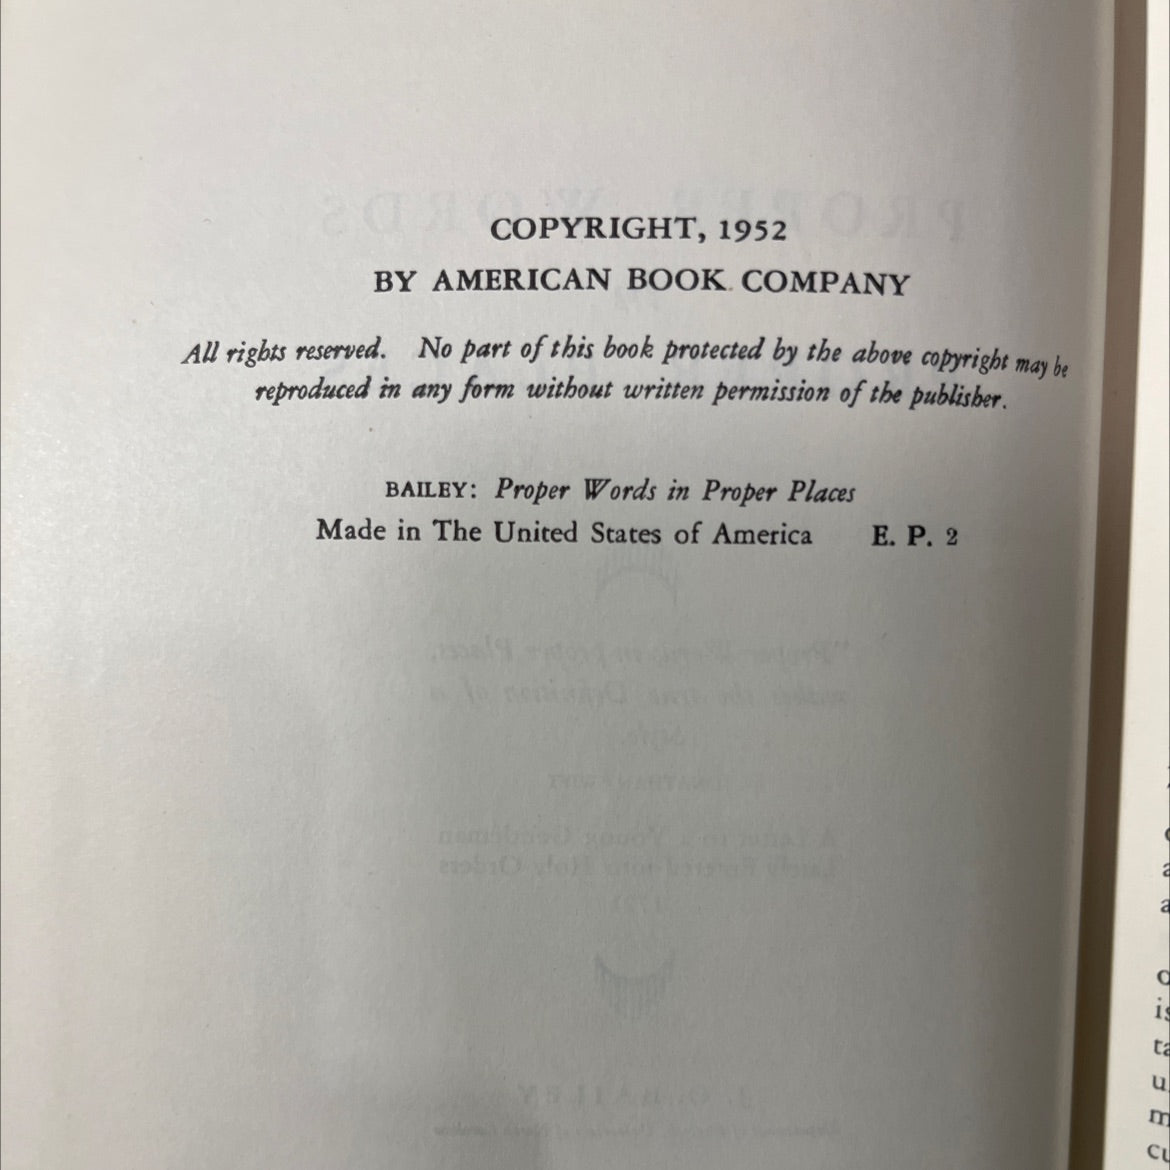 COPYRIGHT, 1952
BY AMERICAN BOOK COMPANY
All rights reserved. No part of this book protected by the above copyright may be
reproduced in any form without written permission of the publisher.
BAILEY: Proper Words in Proper Places
Made in The United States of America E. P. 2